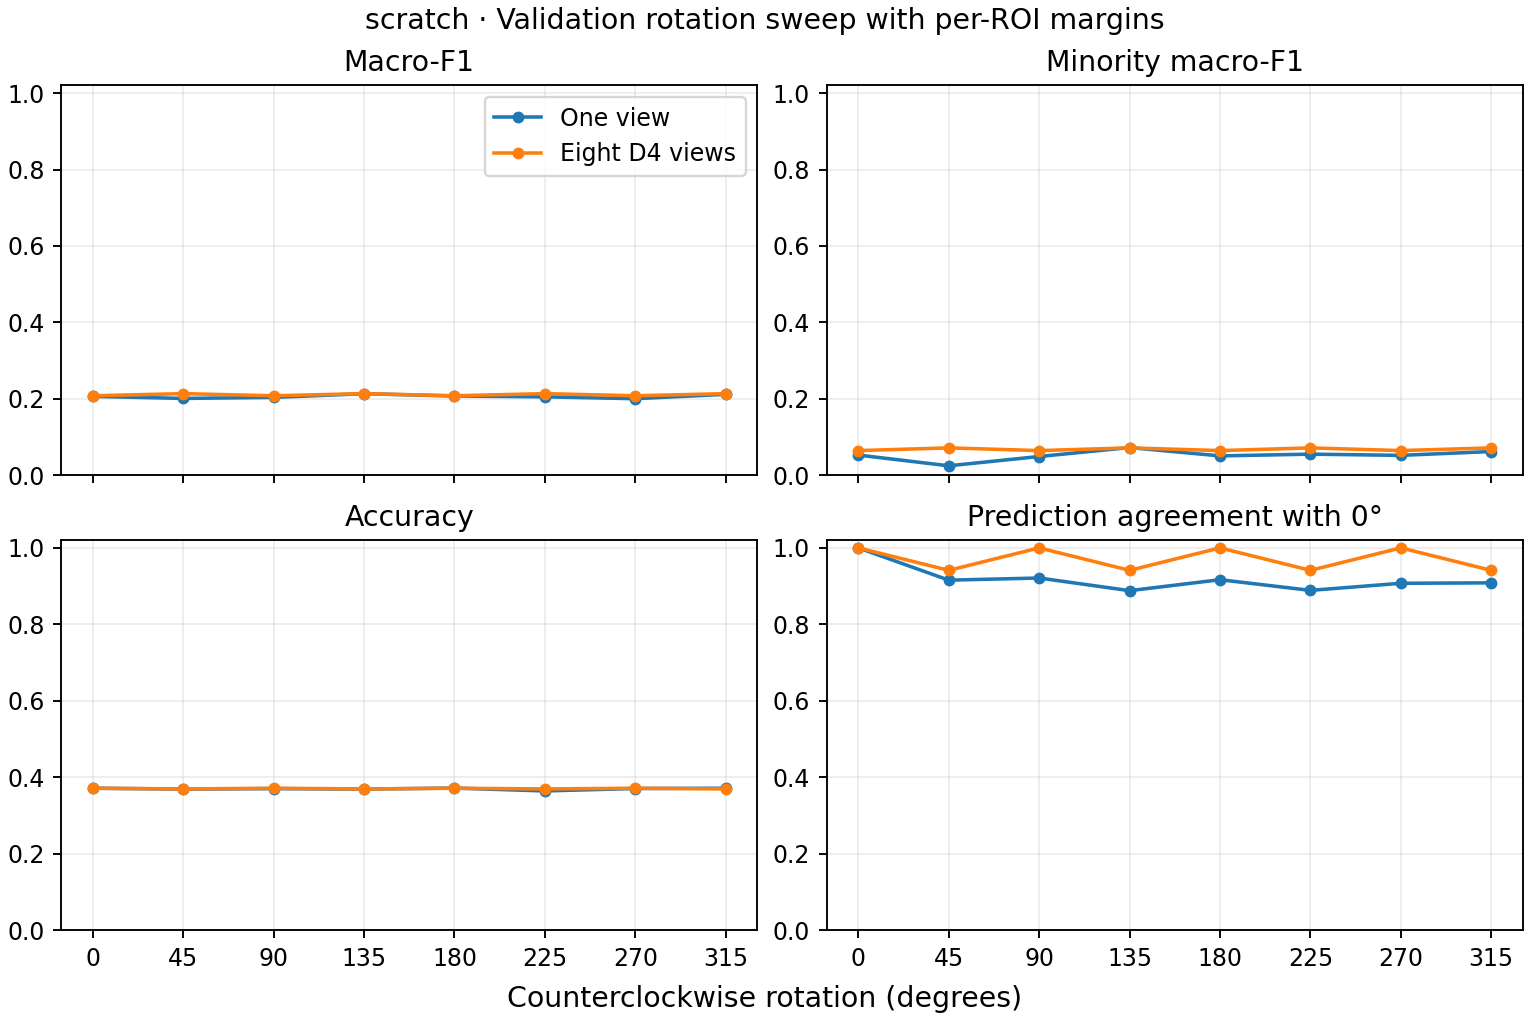 scratch · Validation rotation sweep with per-ROI margins
Macro-F1
1.0
0.8
0.6
0.4
0.2
0.0
One view
Eight D4 views
Minority macro-F1
1.0
0.8
0.6
0.4
0.2
0.0
Accuracy
1.0
0.8
0.6
0.4
0.2
0.0
0 45 90 135 180 225 270 315
Prediction agreement with 0°
1.0
0.8
0.6
0.4
0.2
0.0
0 45 90 135 180 225 270 315
Counterclockwise rotation (degrees)